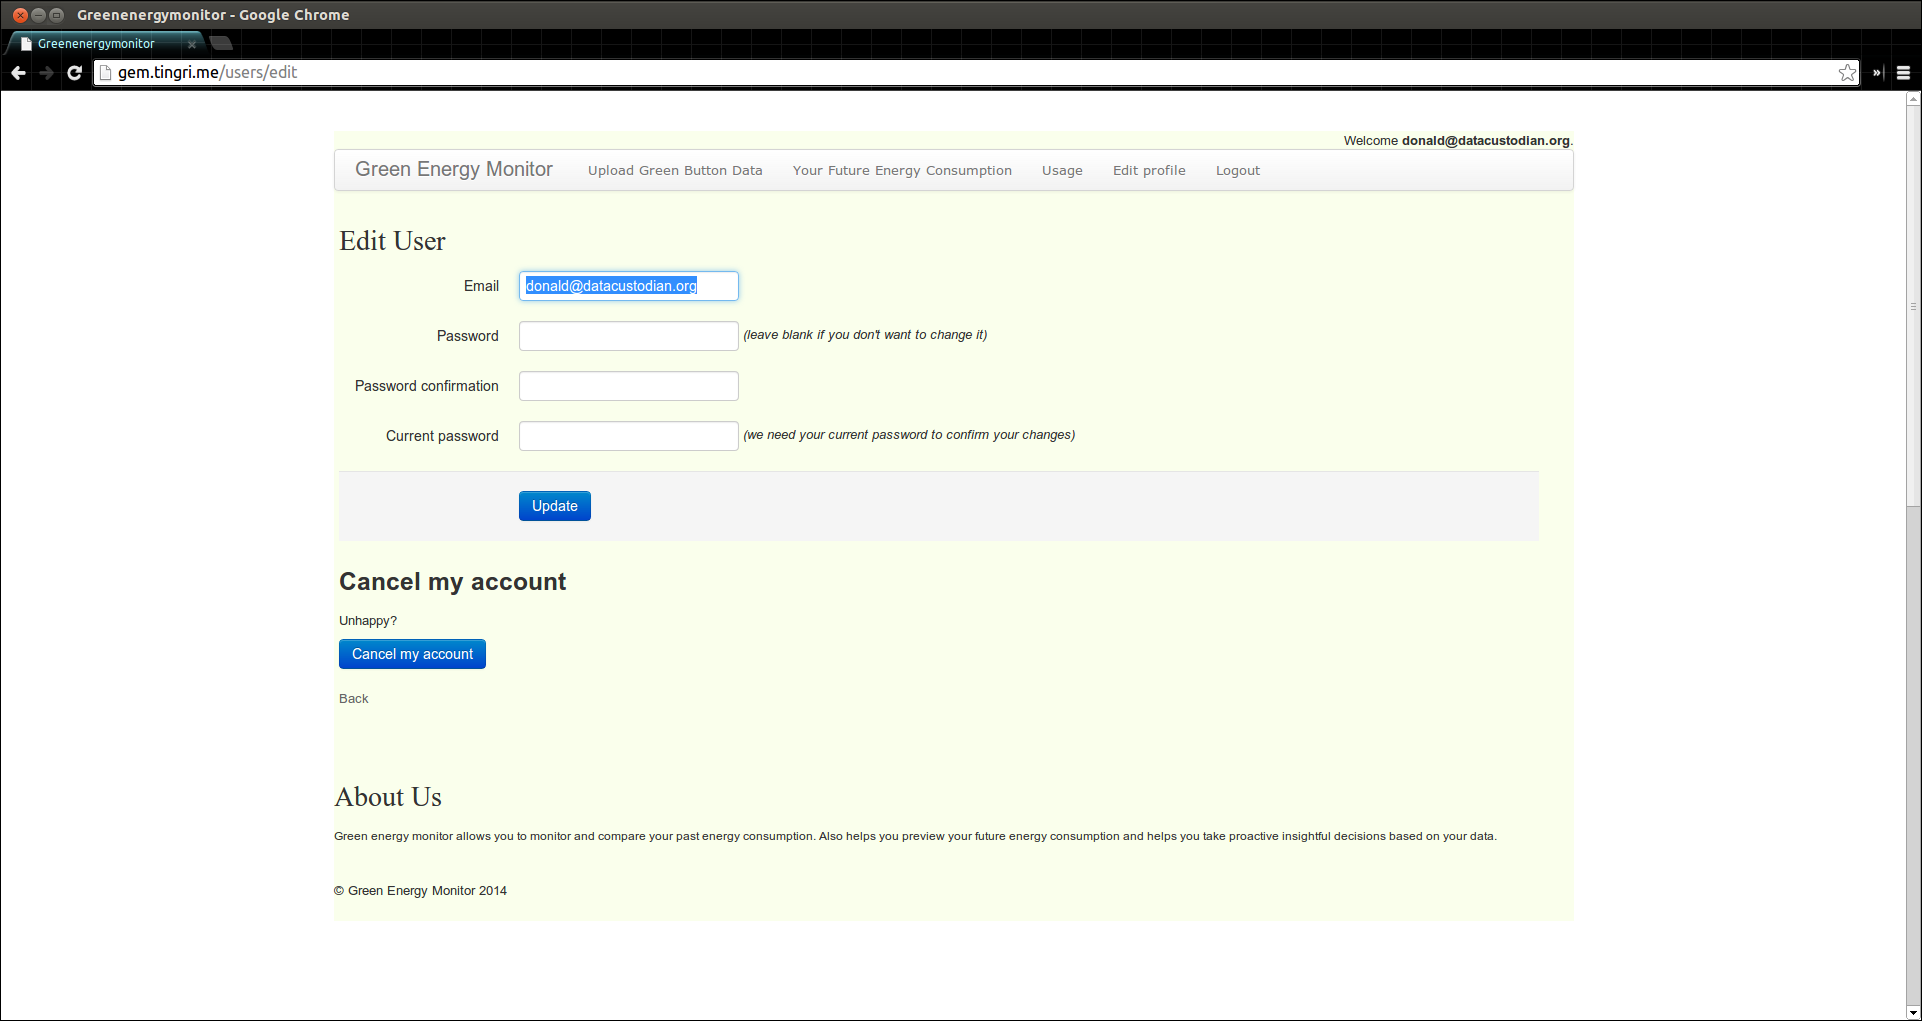 Greenenergymonitor - Google Chrome
Greenenergymonitor
gem.tingri.me/users/edit
Welcome donald@datacustodian.org.
Green Energy Monitor Upload Green Button Data Your Future Energy Consumption Usage Edit profile Logout
Edit User
Email donald@datacustodian.org
Password (leave blank if you don't want to change it)
Password confirmation
Current password (we need your current password to confirm your changes)
Update
Cancel my account
Unhappy?
Cancel my account
Back
About Us
Green energy monitor allows you to monitor and compare your past energy consumption. Also helps you preview your future energy consumption and helps you take proactive insightful decisions based on your data.
© Green Energy Monitor 2014